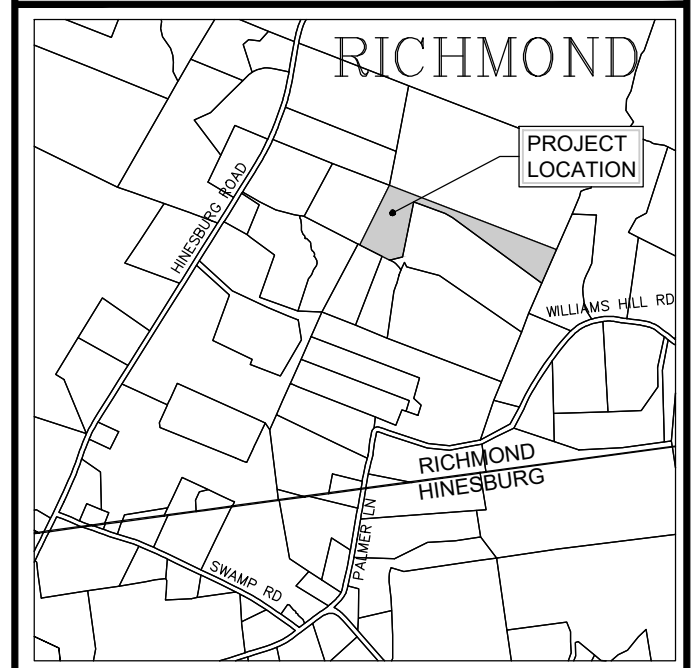 RICHMOND
PROJECT
LOCATION
HINESBURG ROAD
WILLIAMS HILL RD
RICHMOND
HINESBURG
PALMER LN
SWAMP RD